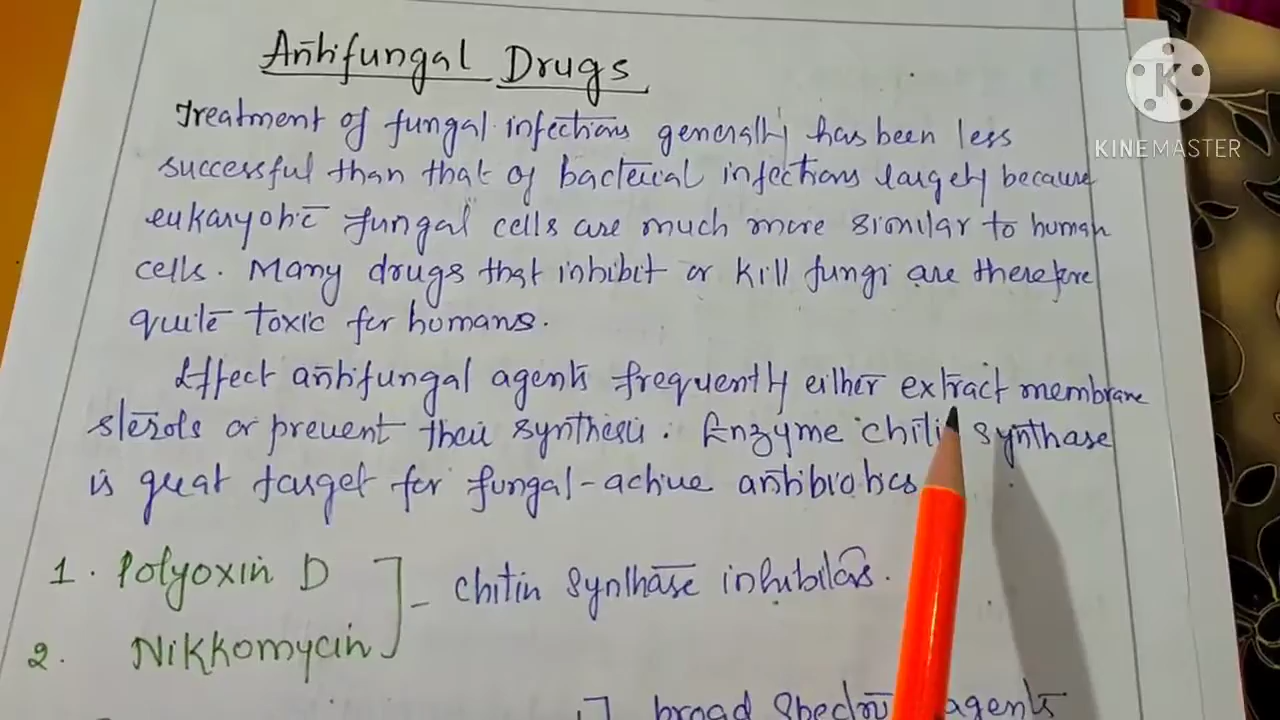 Antifungal Drugs
Treatment of fungal infections generally has been less
successful than that of bacterial infections largely because
eukaryotic fungal cells are much more similar to human
cells. Many drugs that inhibit or kill fungi are therefore
quite toxic for humans.
Effect antifungal agents frequently either extract membrane
sterols or prevent their synthesis. Enzyme chitin synthase
is great target for fungal-active antibiotics
1. Polyoxin D
2. Nikkomycin
- Chitin synthase inhibitors.
broad spectrum agents
K
KINEMASTER